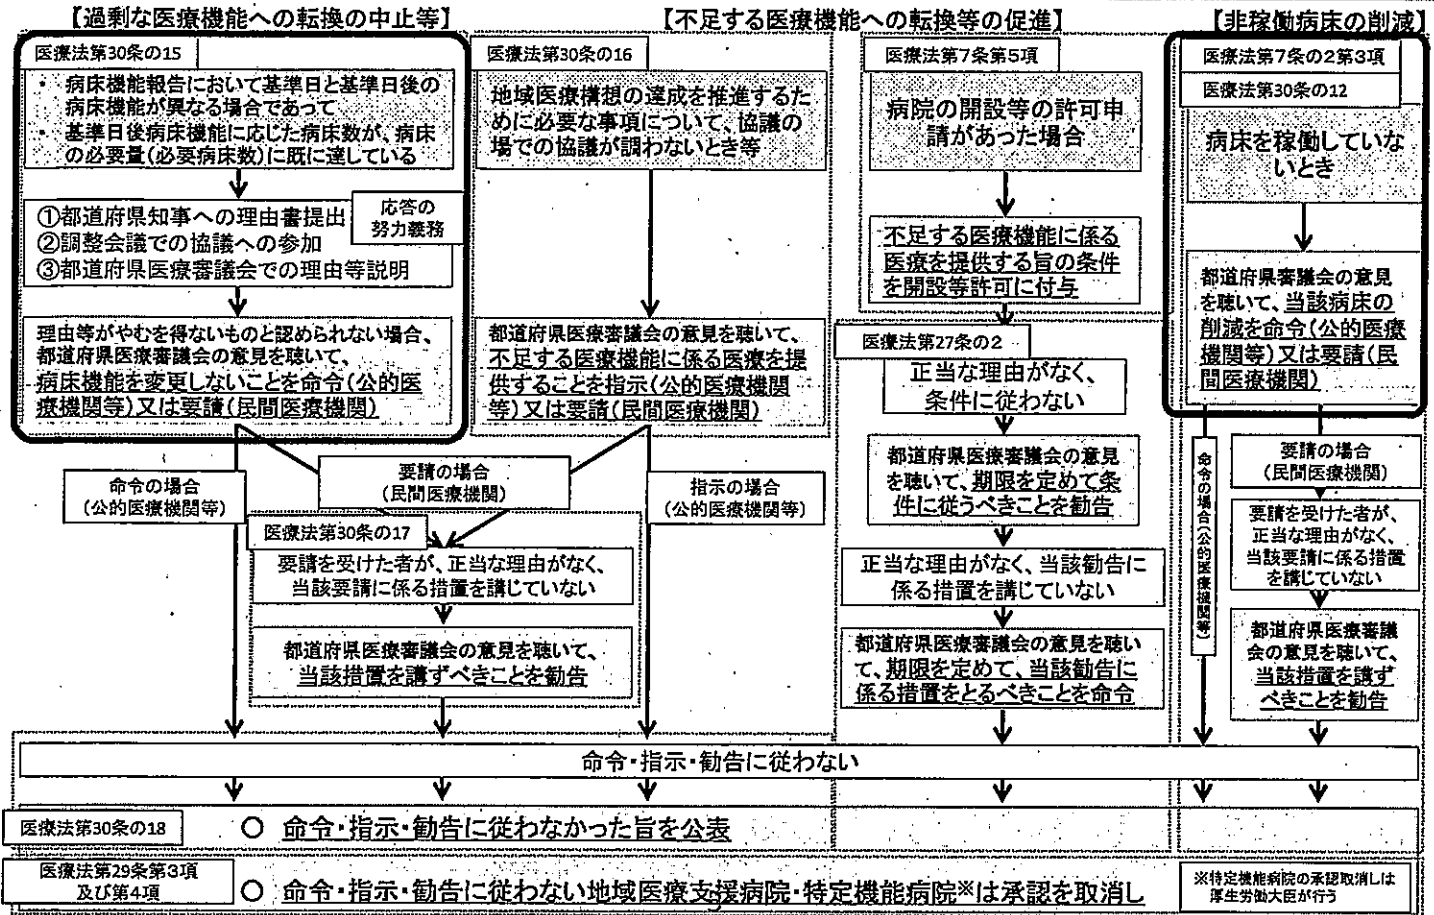 【過剰な医療機能への転換の中止等】
【不足する医療機能への転換等の促進】
【非稼働病床の削減】
医療法第30条の15
・ 病床機能報告において基準日と基準日後の
病床機能が異なる場合であって
・ 基準日後病床機能に応じた病床数が、病床
の必要量(必要病床数)に既に達している
①都道府県知事への理由書提出
②調整会議での協議への参加
③都道府県医療審議会での理由等説明
応答の
努力義務
理由等がやむを得ないものと認められない場合、
都道府県医療審議会の意見を聴いて、
病床機能を変更しないことを命令(公的医
療機関等)又は要請(民間医療機関)
医療法第30条の16
地域医療構想の達成を推進するた
めに必要な事項について、協議の
場での協議が調わないとき等
都道府県医療審議会の意見を聴いて、
不足する医療機能に係る医療を提
供することを指示(公的医療機関
等)又は要請(民間医療機関)
命令の場合
(公的医療機関等)
要請の場合
(民間医療機関)
指示の場合
(公的医療機関等)
医療法第30条の17
要請を受けた者が、正当な理由がなく、
当該要請に係る措置を講じていない
都道府県医療審議会の意見を聴いて、
当該措置を講ずべきことを勧告
医療法第7条第5項
病院の開設等の許可申
請があった場合
不足する医療機能に係る
医療を提供する旨の条件
を開設等許可に付与
医療法第27条の2
正当な理由がなく、
条件に従わない
都道府県医療審議会の意見
を聴いて、期限を定めて条
件に従うべきことを勧告
正当な理由がなく、当該勧告に
係る措置を講じていない
都道府県医療審議会の意見を聴い
て、期限を定めて、当該勧告に
係る措置をとるべきことを命令
医療法第7条の2第3項
医療法第30条の12
病床を稼働していな
いとき
都道府県審議会の意見
を聴いて、当該病床の
削減を命令(公的医療
機関等)又は要請(民
間医療機関)
命令の場合(公的医療機関等)
要請の場合
(民間医療機関)
要請を受けた者が、
正当な理由がなく、
当該要請に係る措置
を講じていない
都道府県医療審議
会の意見を聴いて、
当該措置を講ず
べきことを勧告
命令・指示・勧告に従わない
医療法第30条の18
○ 命令・指示・勧告に従わなかった旨を公表
医療法第29条第3項
及び第4項
○ 命令・指示・勧告に従わない地域医療支援病院・特定機能病院※は承認を取消し
※特定機能病院の承認取消しは
厚生労働大臣が行う